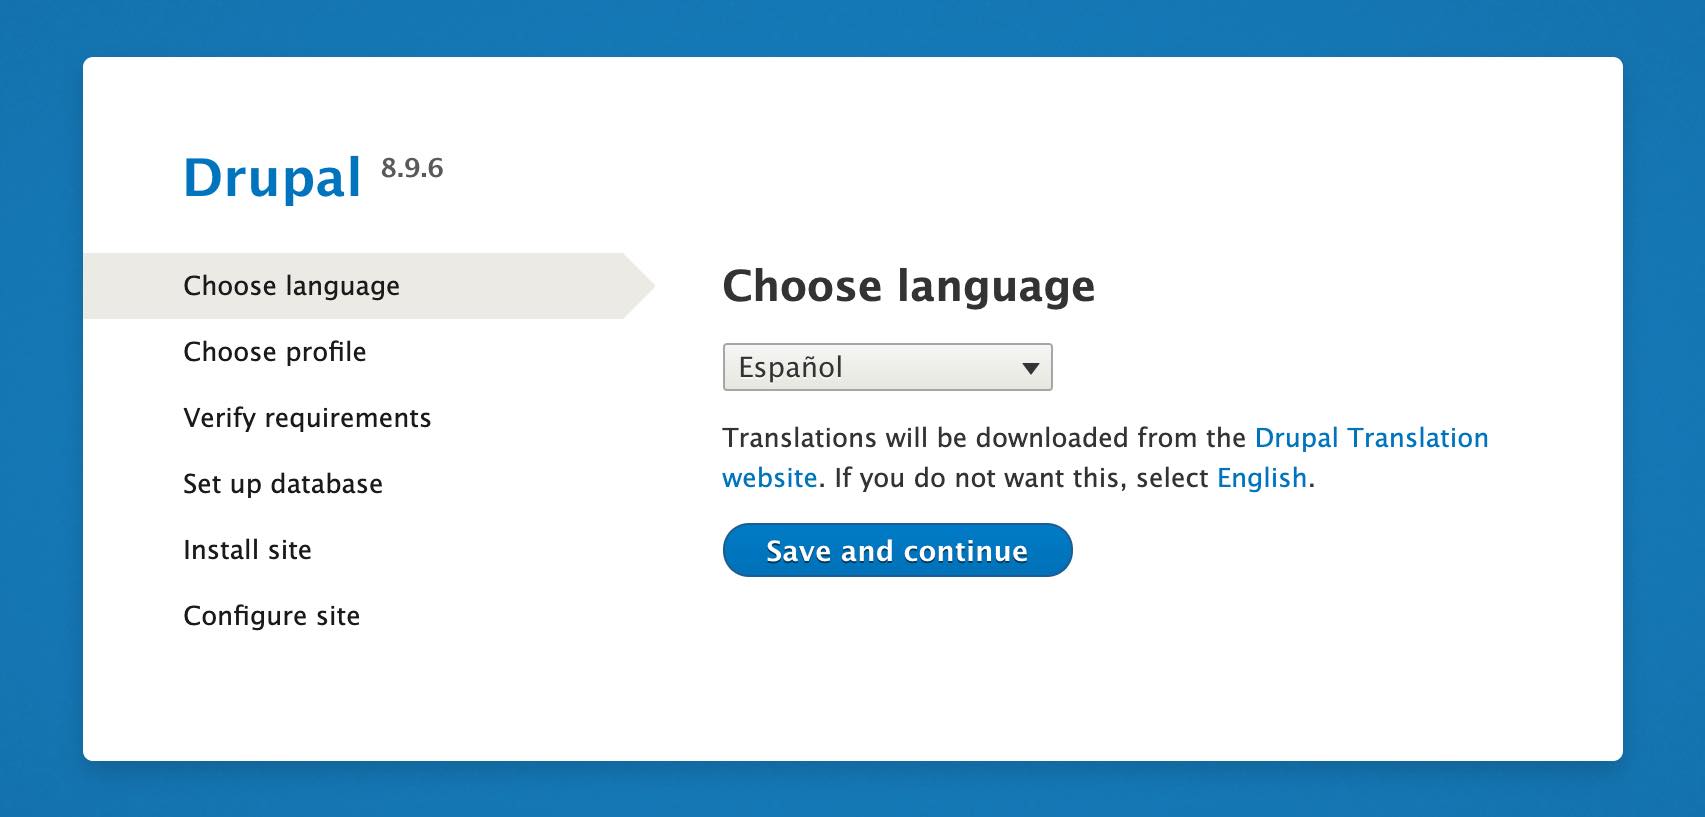 Drupal 8.9.6
Choose language
Choose profile
Verify requirements
Set up database
Install site
Configure site
Choose language
Español
Translations will be downloaded from the Drupal Translation
website. If you do not want this, select English.
Save and continue